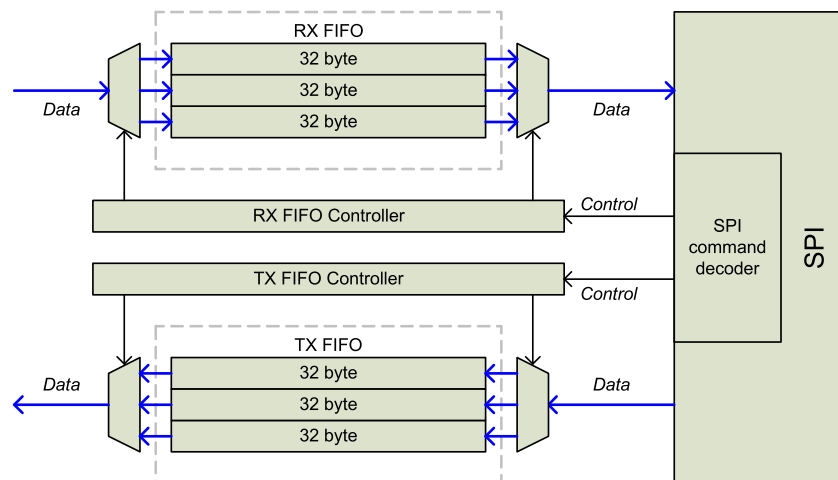 RX FIFO
32 byte
32 byte
32 byte
Data
Data
RX FIFO Controller
Control
SPI
command
decoder
SPI
TX FIFO Controller
Control
TX FIFO
32 byte
32 byte
32 byte
Data
Data